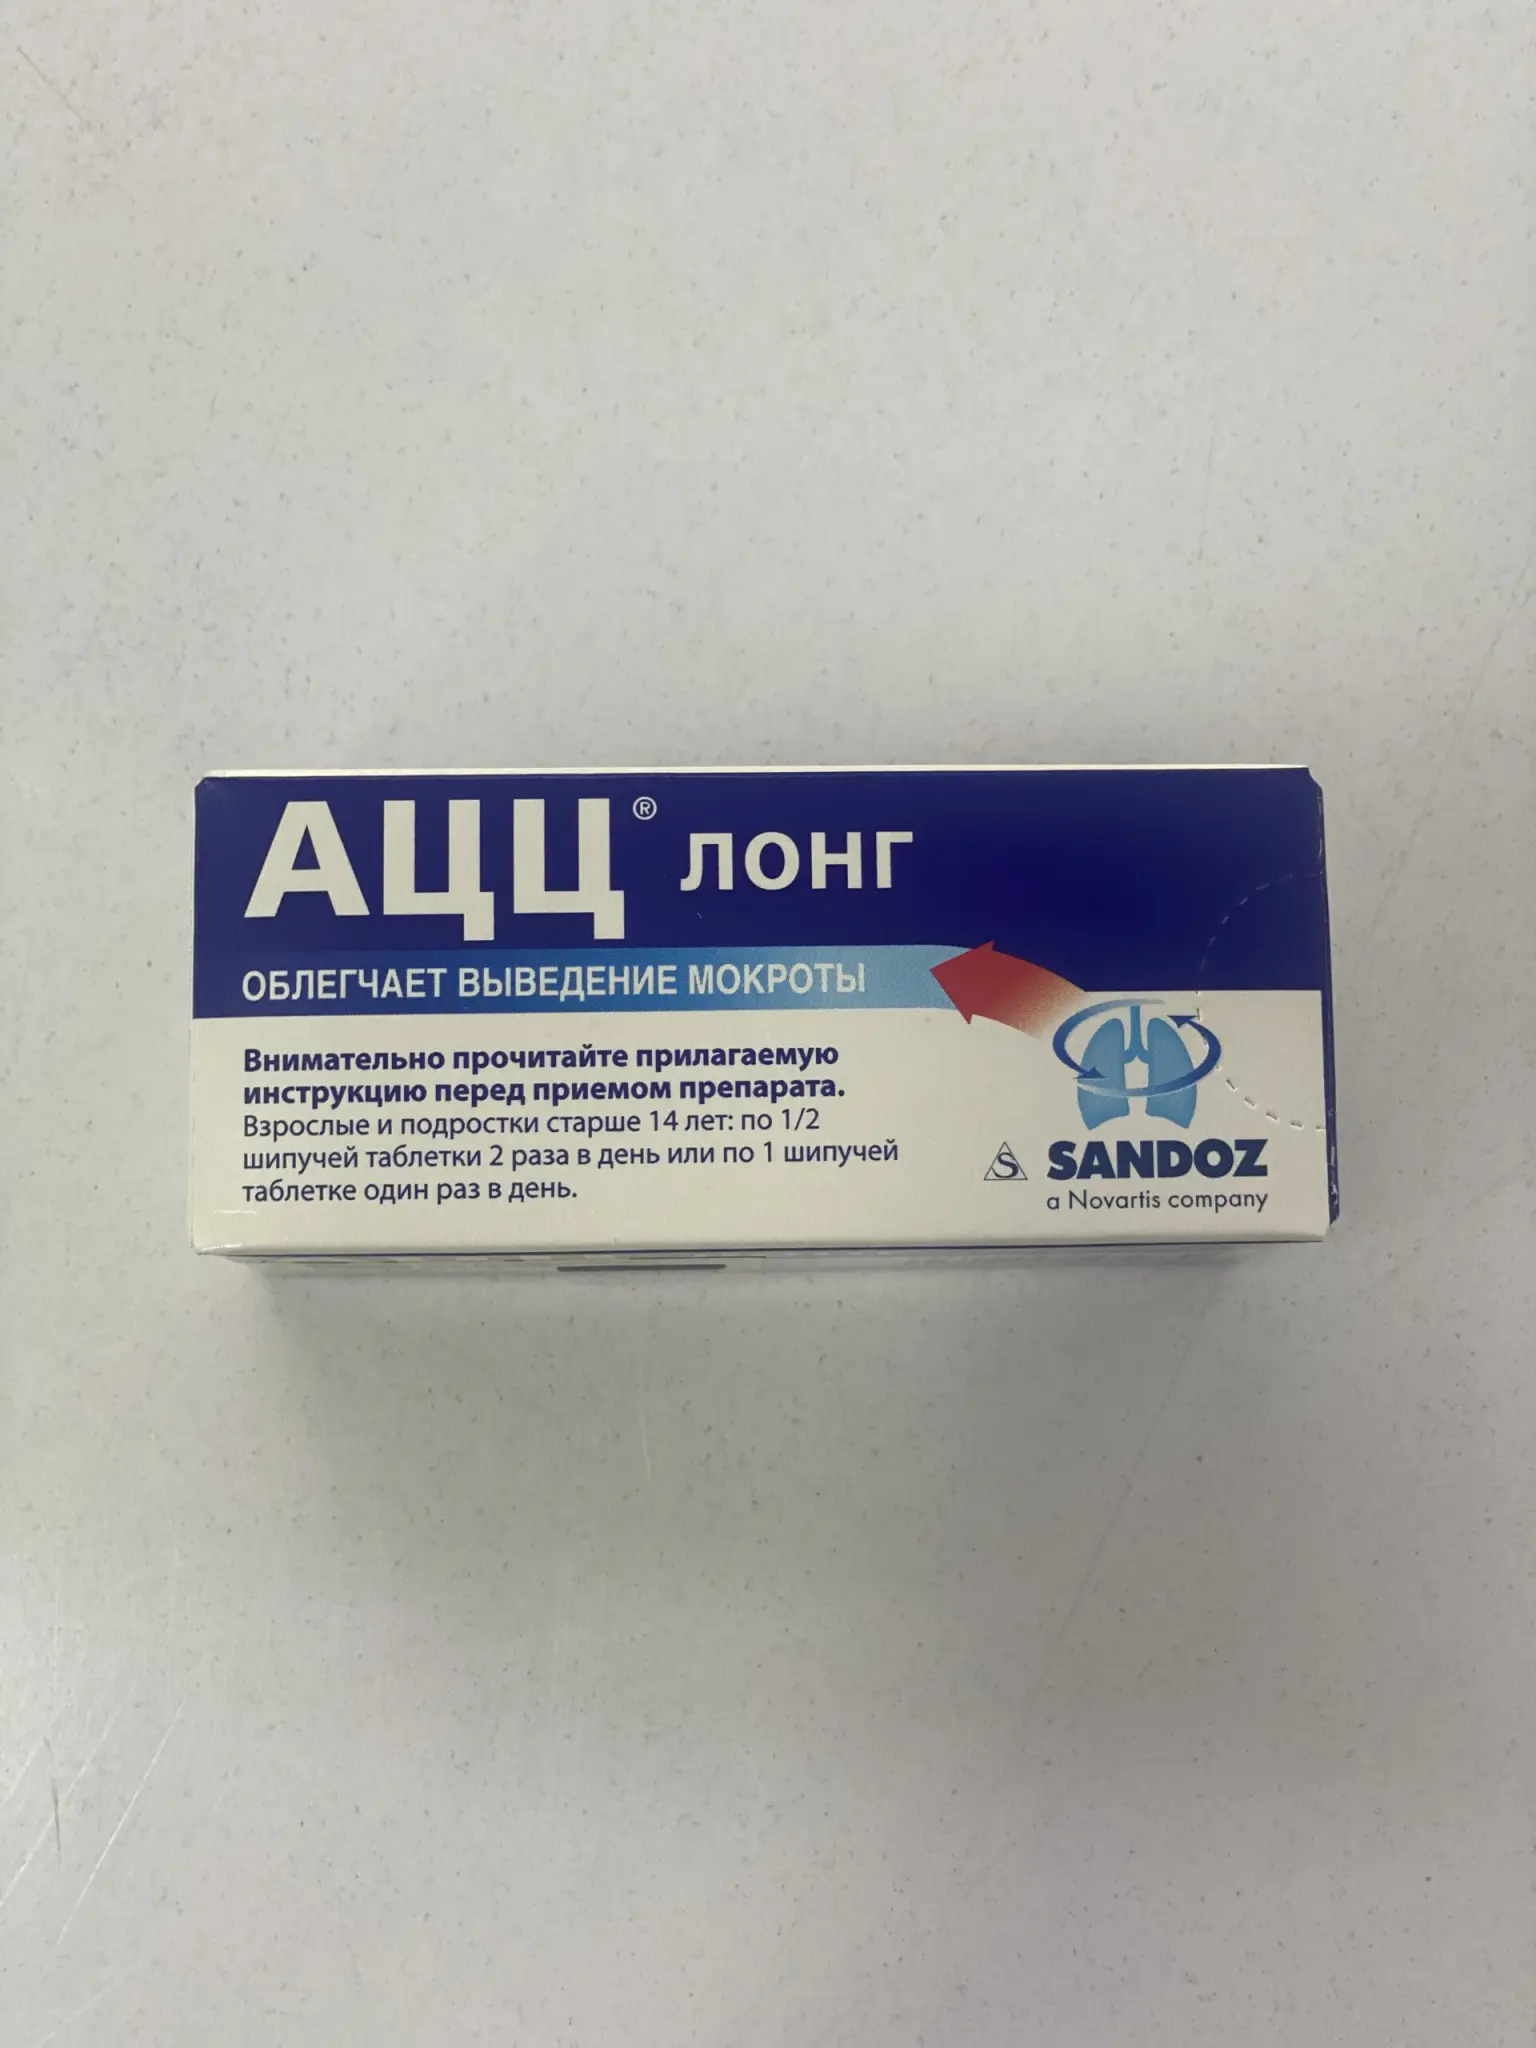 АЦЦ® ЛОНГ
ОБЛЕГЧАЕТ ВЫВЕДЕНИЕ МОКРОТЫ
Внимательно прочитайте прилагаемую
инструкцию перед приемом препарата.
Взрослые и подростки старше 14 лет: по 1/2
шипучей таблетки 2 раза в день или по 1 шипучей
таблетке один раз в день.
S SANDOZ
a Novartis company